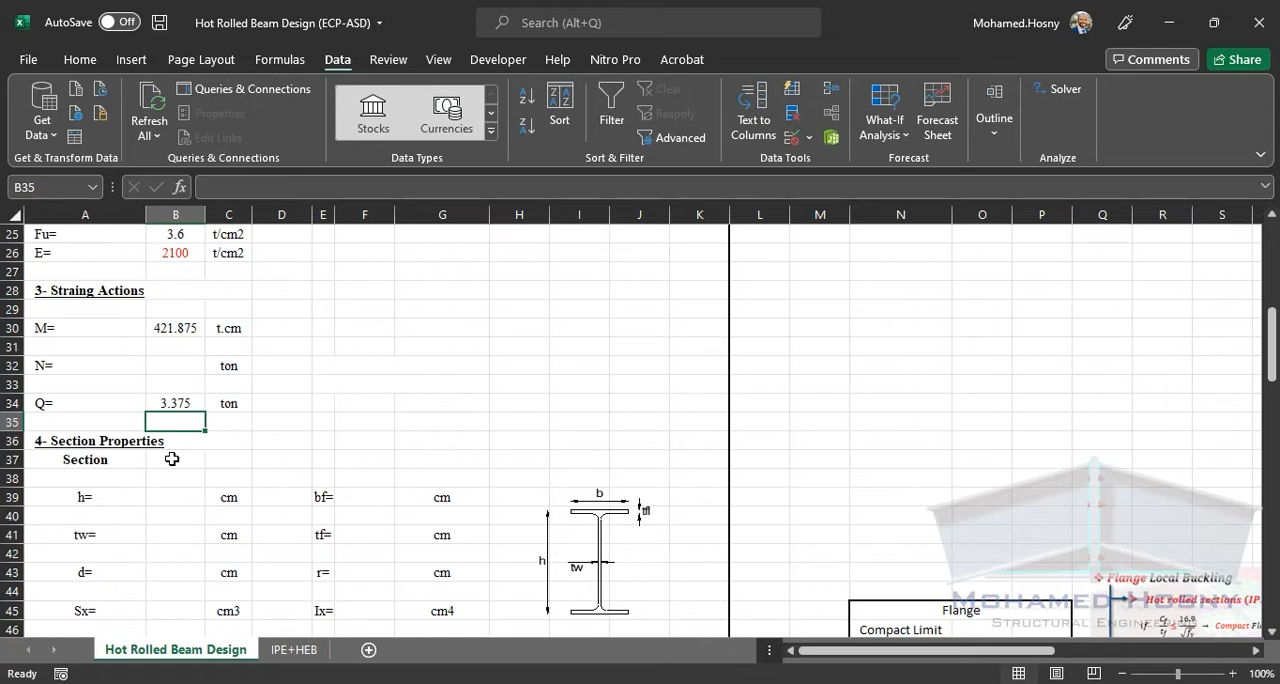 AutoSave Off Hot Rolled Beam Design (ECP-ASD) Search (Alt+Q) Mohamed.Hosny
File Home Insert Page Layout Formulas Data Review View Developer Help Nitro Pro Acrobat Comments Share
Get Data
Refresh All
Queries & Connections
Properties
Edit Links
Stocks
Currencies
Sort
Filter
Clear
Reapply
Advanced
Text to Columns
What-If Analysis
Forecast Sheet
Outline
Solver
Get & Transform Data Queries & Connections Data Types Sort & Filter Data Tools Forecast Analyze
B35 fx
A B C D E F G H I J K L M N O P Q R S
25 Fu= 3.6 t/cm2
26 E= 2100 t/cm2
27
28 3- Straing Actions
29
30 M= 421.875 t.cm
31
32 N= ton
33
34 Q= 3.375 ton
35
36 4- Section Properties
37 Section
38
39 h= cm bf= cm
40
41 tw= cm tf= cm
42
43 d= cm r= cm
44
45 Sx= cm3 Ix= cm4
46
b
h
tw
Flange Local Buckling
Hot rolled sections (IP
Flange
Compact Limit
MOHAMED HOSNY
STRUCTURAL ENGINEER
Hot Rolled Beam Design IPE+HEB
Ready 100%